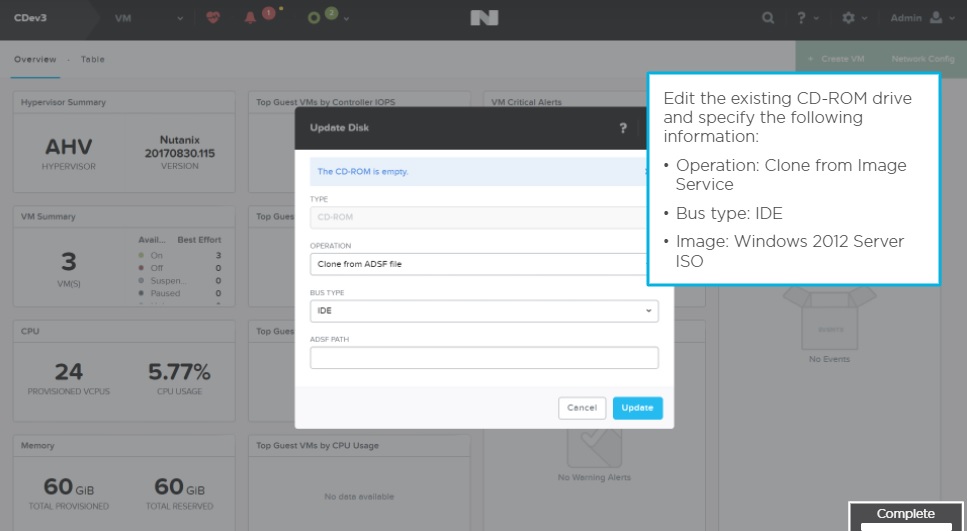 CDev3
VM
1
2
?
Admin
Overview · Table
+ Create VM
Network Config
Hypervisor Summary
AHV
HYPERVISOR
Nutanix
20170830.115
VERSION
Top Guest VMs by Controller IOPS
VM Critical Alerts
Update Disk
?
The CD-ROM is empty.
TYPE
CD-ROM
OPERATION
Clone from ADSF file
BUS TYPE
IDE
ADSF PATH
Cancel
Update
Edit the existing CD-ROM drive
and specify the following
information:
• Operation: Clone from Image
Service
• Bus type: IDE
• Image: Windows 2012 Server
ISO
VM Summary
3
VM(S)
Avail... Best Effort
On 3
Off 0
Suspen... 0
Paused 0
Top Gues
CPU
24
PROVISIONED VCPUS
5.77%
CPU USAGE
Top Gues
No Events
Memory
60 GiB
TOTAL PROVISIONED
60 GiB
TOTAL RESERVED
Top Guest VMs by CPU Usage
No data available
No Warning Alerts
Complete